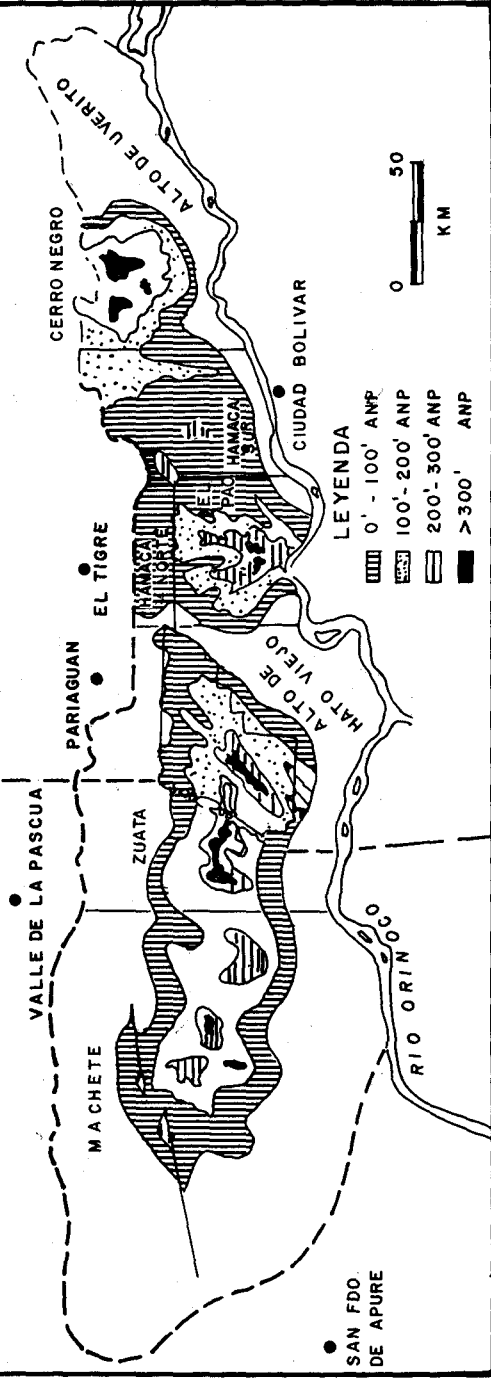 VALLE DE LA PASCUA
PARIAGUAN
EL TIGRE
CERRO NEGRO
ALTO DE UVERITO
MACHETE
ZUATA
HAMACA
NORTE
EL
PAO
HAMACA
SUR
ALTO DE
HATO VIEJO
CIUDAD BOLIVAR
RIO ORINOCO
SAN FDO.
DE APURE
LEYENDA
0' - 100' ANP
100'- 200' ANP
200'- 300' ANP
> 300' ANP
0 50
KM